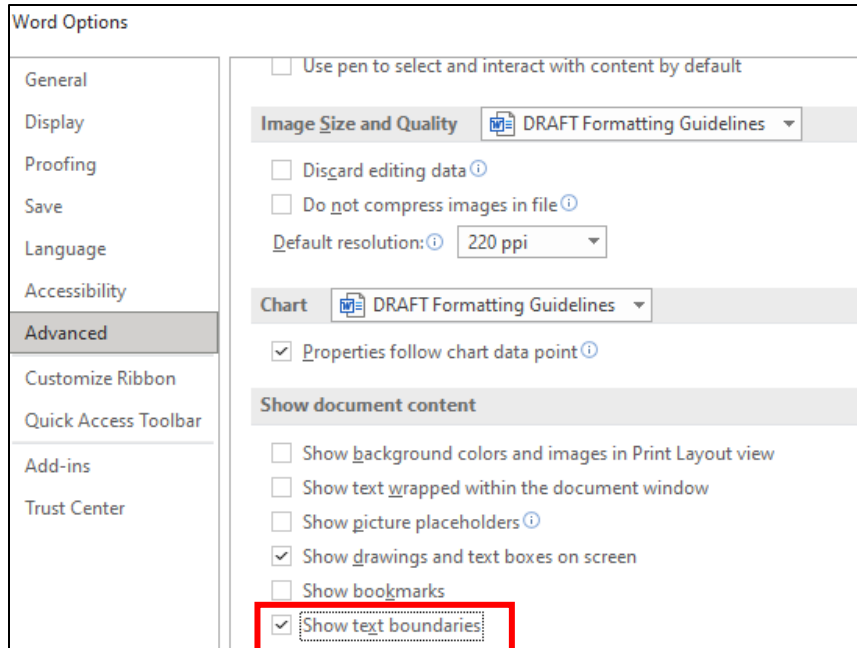 Word Options
General
Display
Proofing
Save
Language
Accessibility
Advanced
Customize Ribbon
Quick Access Toolbar
Add-ins
Trust Center
Use pen to select and interact with content by default
Image Size and Quality DRAFT Formatting Guidelines
Discard editing data
Do not compress images in file
Default resolution: 220 ppi
Chart DRAFT Formatting Guidelines
Properties follow chart data point
Show document content
Show background colors and images in Print Layout view
Show text wrapped within the document window
Show picture placeholders
Show drawings and text boxes on screen
Show bookmarks
Show text boundaries